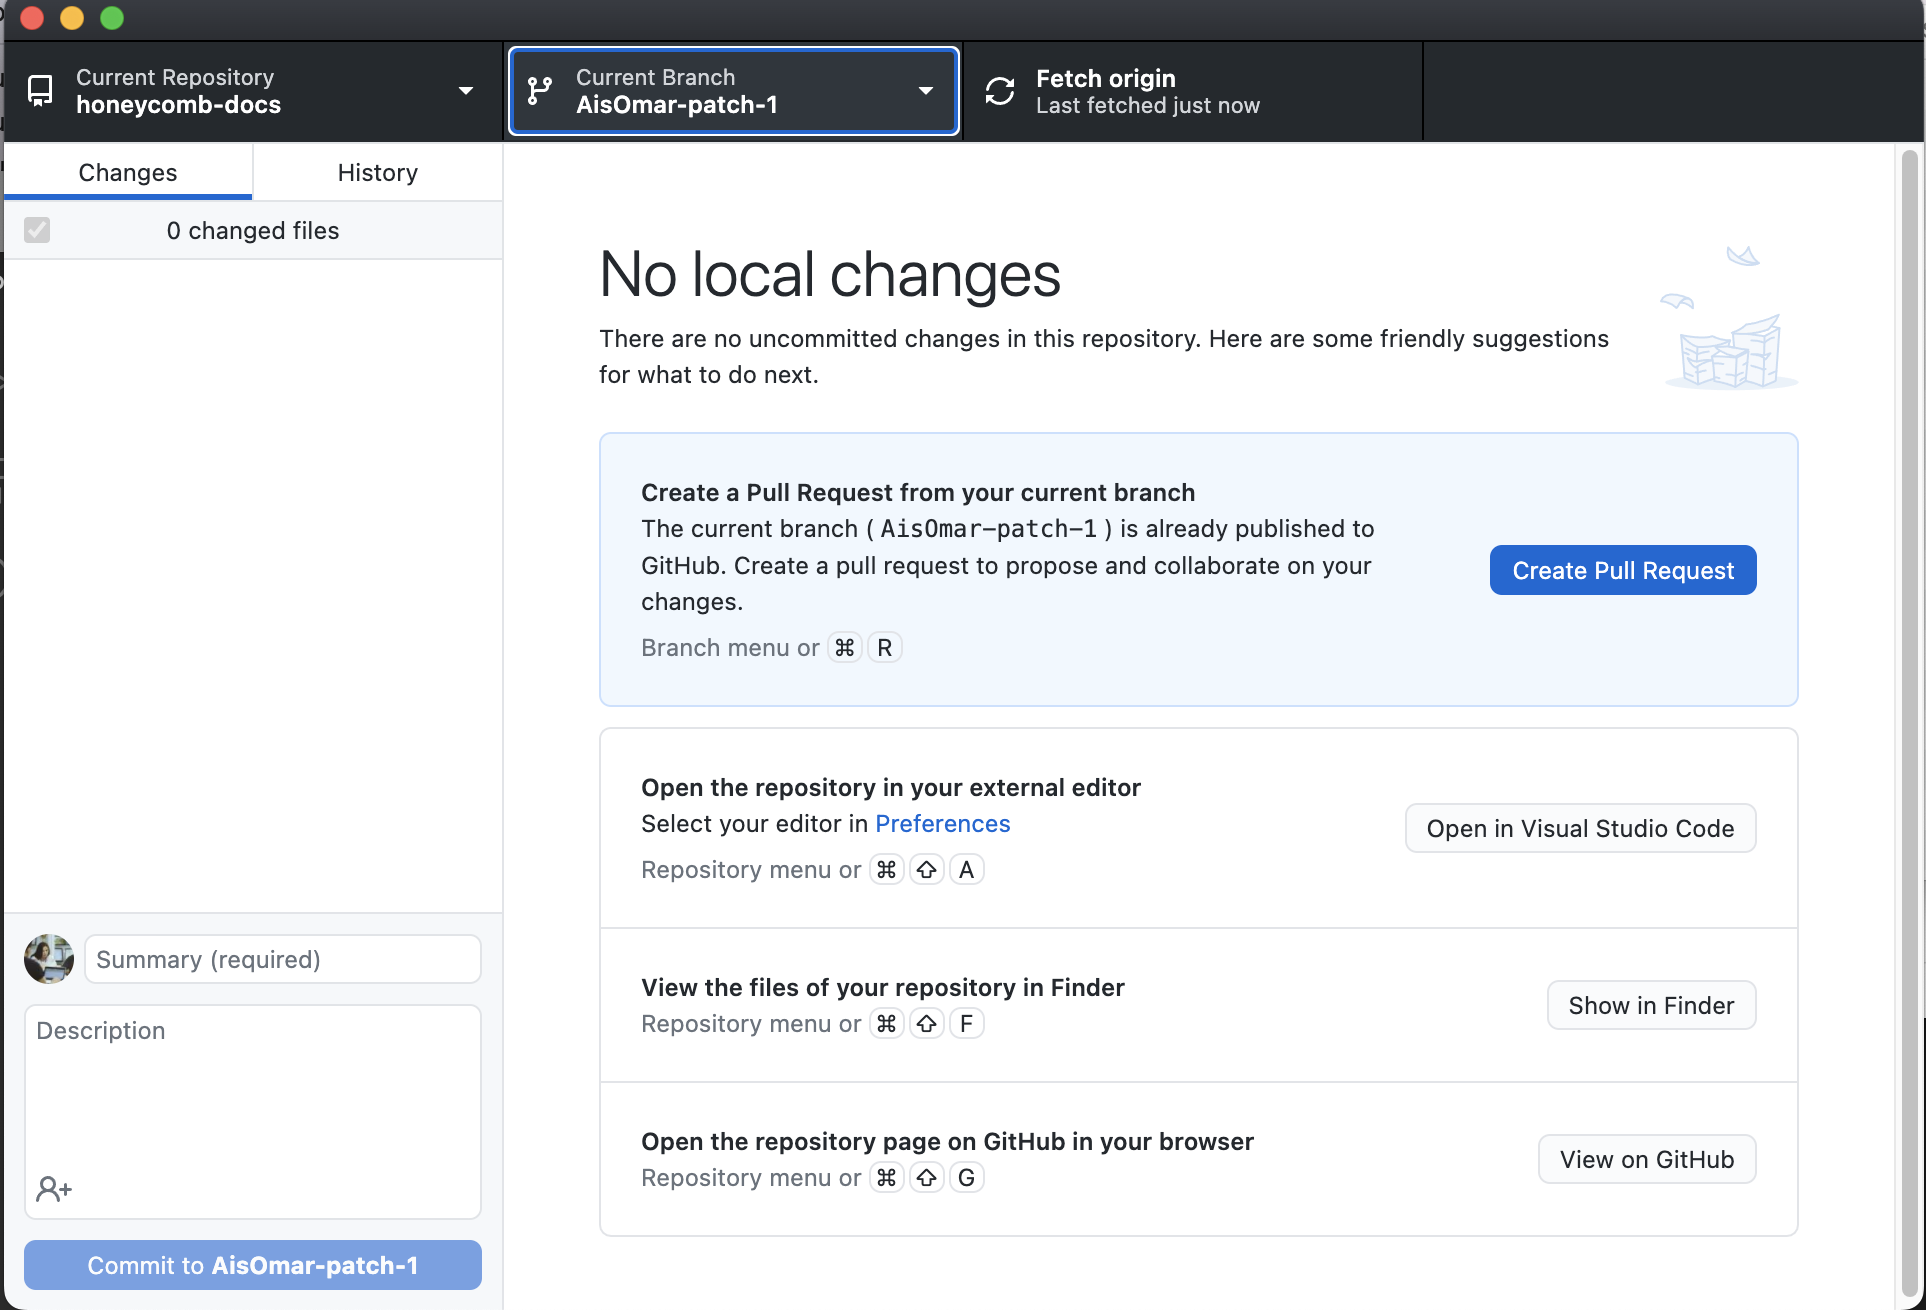 Current Repository
honeycomb-docs
Current Branch
AisOmar-patch-1
Fetch origin
Last fetched just now
Changes
History
0 changed files
No local changes
There are no uncommitted changes in this repository. Here are some friendly suggestions
for what to do next.
Create a Pull Request from your current branch
The current branch ( AisOmar-patch-1 ) is already published to
GitHub. Create a pull request to propose and collaborate on your
changes.
Branch menu or ⌘ R
Create Pull Request
Open the repository in your external editor
Select your editor in Preferences
Repository menu or ⌘ ⇧ A
Open in Visual Studio Code
View the files of your repository in Finder
Repository menu or ⌘ ⇧ F
Show in Finder
Open the repository page on GitHub in your browser
Repository menu or ⌘ ⇧ G
View on GitHub
Summary (required)
Description
Commit to AisOmar-patch-1